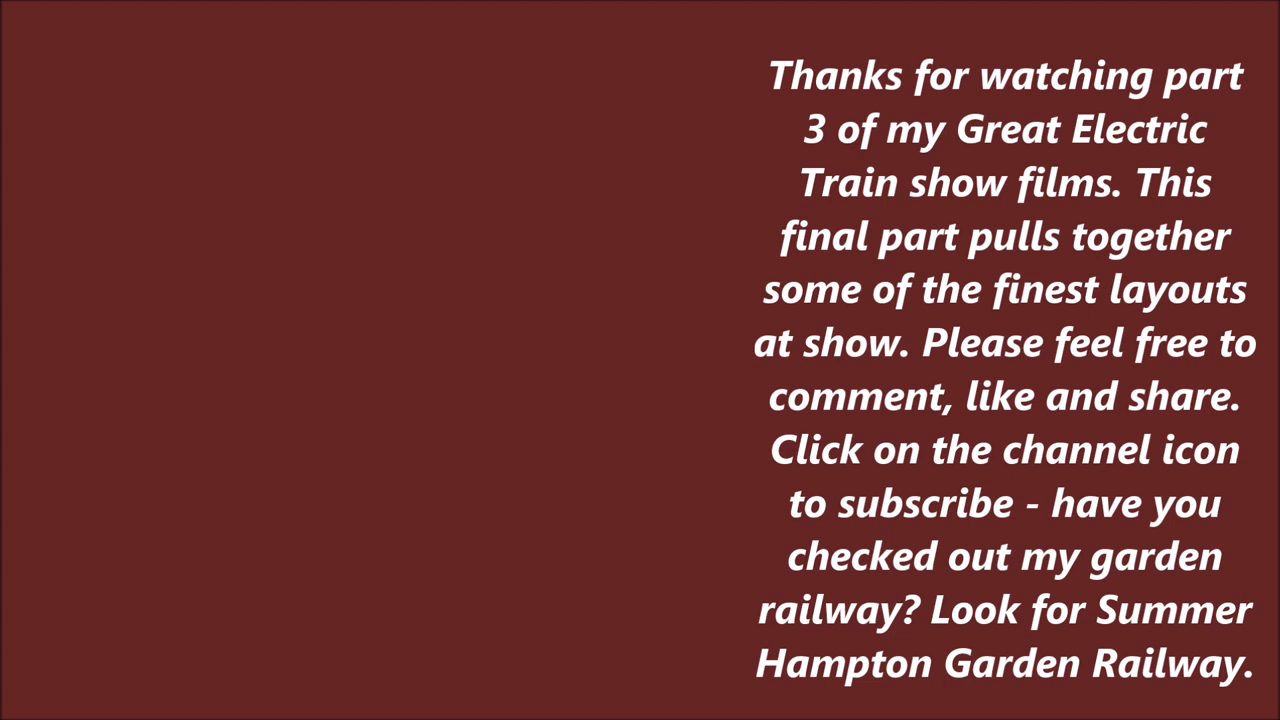 Thanks for watching part
3 of my Great Electric
Train show films. This
final part pulls together
some of the finest layouts
at show. Please feel free to
comment, like and share.
Click on the channel icon
to subscribe - have you
checked out my garden
railway? Look for Summer
Hampton Garden Railway.